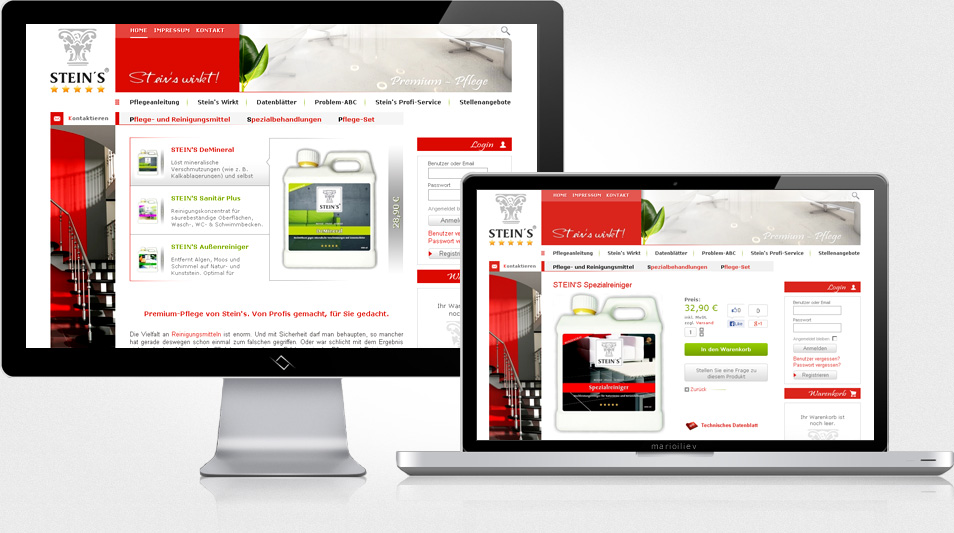 HOME IMPRESSUM KONTAKT
STEIN'S®
Stein's wirkt!
Premium - Pflege
Pflegeanleitung | Stein's Wirkt | Datenblätter | Problem-ABC | Stein's Profi-Service | Stellenangebote
Kontaktieren
Pflege- und Reinigungsmittel Spezialbehandlungen Pflege-Set
Login
STEIN'S DeMineral
Löst mineralische
Verschmutzungen (wie z. B.
Kalkablagerungen) und selbst
STEIN'S Sanitär Plus
Reinigungskonzentrat für
säurebeständige Oberflächen,
Wasch-, WC- & Schwimmbecken.
STEIN'S Außenreiniger
Entfernt Algen, Moos und
Schimmel auf Natur- und
Kunststein. Optimal für
STEIN'S
DeMineral
28,90 €
Benutzer oder Email
Passwort
Angemeldet
Anmel
Benutzer ver
Passwort ver
Registri
Ihr War
noch
Premium-Pflege von Stein's. Von Profis gemacht, für Sie gedacht.
Die Vielfalt an Reinigungsmitteln ist enorm. Und mit Sicherheit darf man behaupten, so mancher
hat gerade deswegen schon einmal zum falschen gegriffen. Oder war schlicht mit dem Ergebnis
HOME IMPRESSUM KONTAKT
STEIN'S®
Stein's wirkt!
Premium - Pflege
Pflegeanleitung | Stein's Wirkt | Datenblätter | Problem-ABC | Stein's Profi-Service | Stellenangebote
Kontaktieren
Pflege- und Reinigungsmittel Spezialbehandlungen Pflege-Set
STEIN'S Spezialreiniger
STEIN'S
Spezialreiniger
Preis:
32,90 €
inkl. MwSt.
zzgl. Versand
1
0
0
Like
+1
In den Warenkorb
Stellen Sie eine Frage zu
diesem Produkt
Zurück
Technisches Datenblatt
Login
Benutzer oder Email
Passwort
Angemeldet bleiben
Anmelden
Benutzer vergessen?
Passwort vergessen?
Registrieren
Warenkorb
Ihr Warenkorb ist
noch leer.
marioiliev